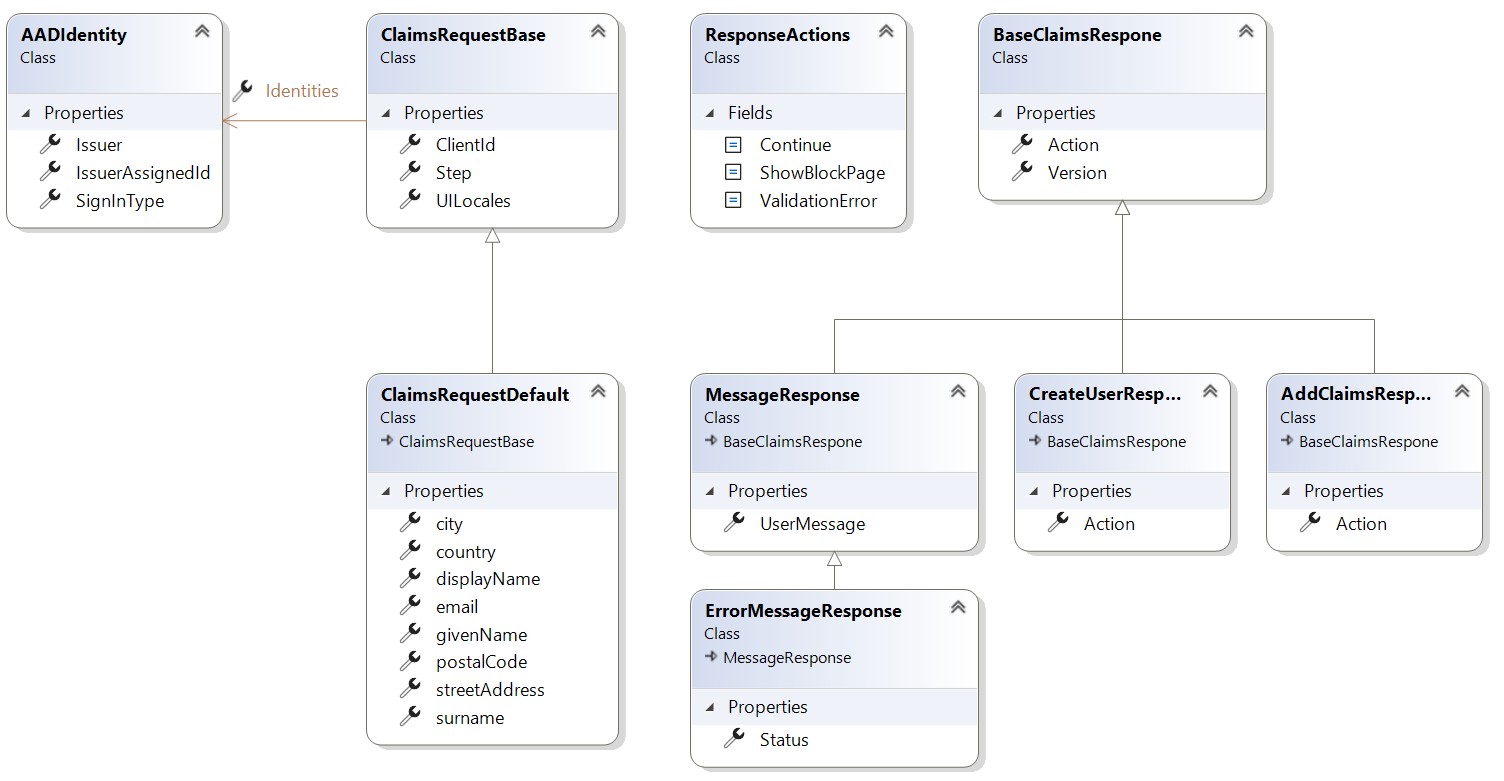 AADIdentity
Class
Properties
Issuer
IssuerAssignedId
SignInType
Identities
ClaimsRequestBase
Class
Properties
ClientId
Step
UILocales
ResponseActions
Class
Fields
Continue
ShowBlockPage
ValidationError
BaseClaimsRespone
Class
Properties
Action
Version
ClaimsRequestDefault
Class
ClaimsRequestBase
Properties
city
country
displayName
email
givenName
postalCode
streetAddress
surname
MessageResponse
Class
BaseClaimsRespone
Properties
UserMessage
CreateUserResp...
Class
BaseClaimsRespone
Properties
Action
AddClaimsResp...
Class
BaseClaimsRespone
Properties
Action
ErrorMessageResponse
Class
MessageResponse
Properties
Status